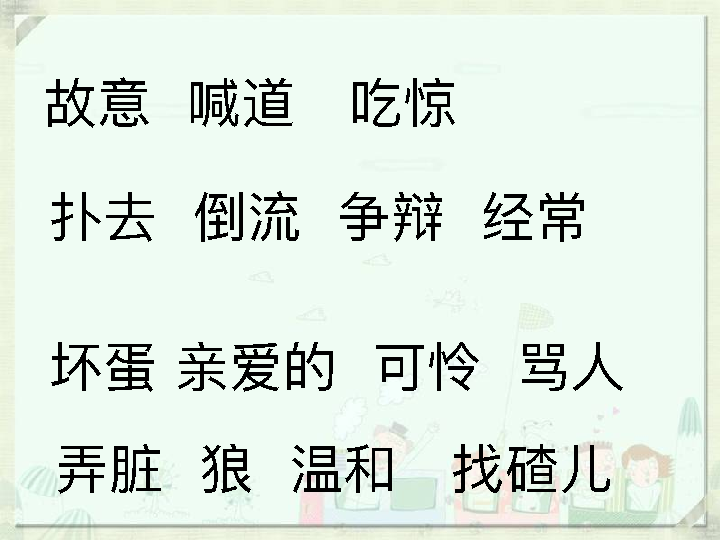 故意 喊道 吃惊
扑去 倒流 争辩 经常
坏蛋 亲爱的 可怜 骂人
弄脏 狼 温和 找碴儿